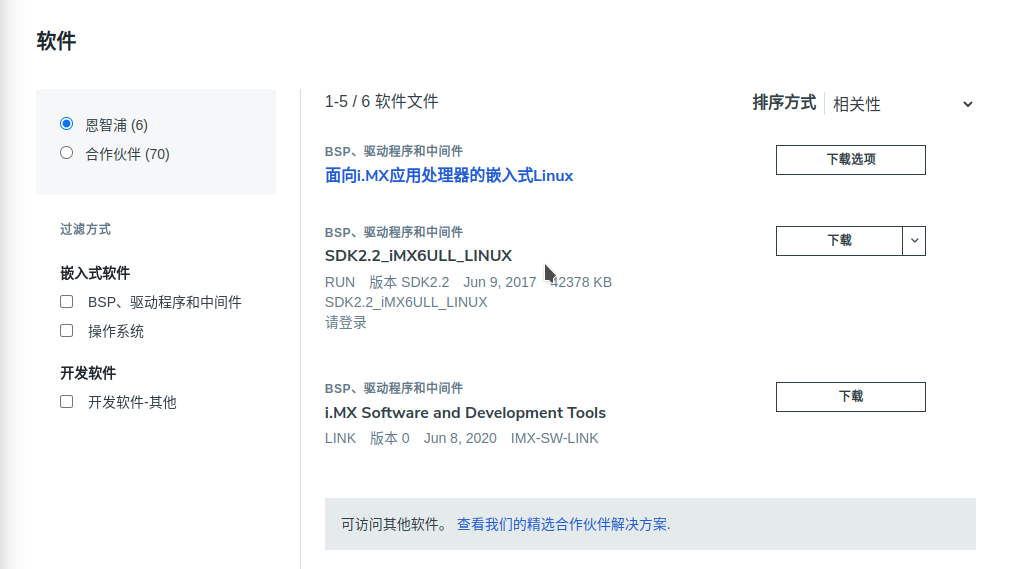 软件
恩智浦 (6)
合作伙伴 (70)
过滤方式
嵌入式软件
BSP、驱动程序和中间件
操作系统
开发软件
开发软件-其他
1-5 / 6 软件文件
排序方式 相关性
BSP、驱动程序和中间件
面向i.MX应用处理器的嵌入式Linux
下载选项
BSP、驱动程序和中间件
SDK2.2_iMX6ULL_LINUX
RUN 版本 SDK2.2 Jun 9, 2017 42378 KB
SDK2.2_iMX6ULL_LINUX
请登录
下载
BSP、驱动程序和中间件
i.MX Software and Development Tools
LINK 版本 0 Jun 8, 2020 IMX-SW-LINK
下载
可访问其他软件。 查看我们的精选合作伙伴解决方案.